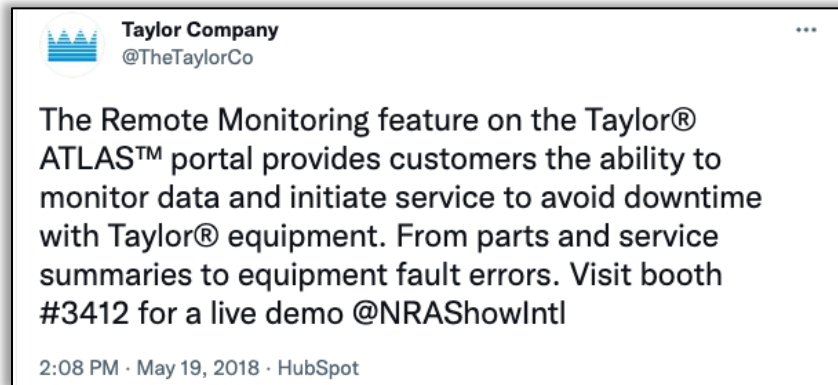 Taylor Company
@TheTaylorCo
The Remote Monitoring feature on the Taylor®
ATLAS™ portal provides customers the ability to
monitor data and initiate service to avoid downtime
with Taylor® equipment. From parts and service
summaries to equipment fault errors. Visit booth
#3412 for a live demo @NRAShowIntl
2:08 PM · May 19, 2018 · HubSpot